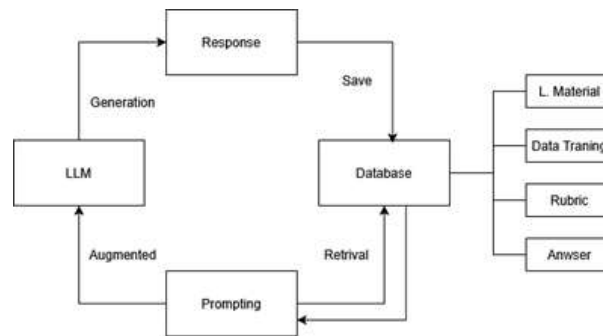 Response
Generation
Save
L. Material
LLM
Database
Data Traning
Rubric
Augmented
Retrival
Anwser
Prompting